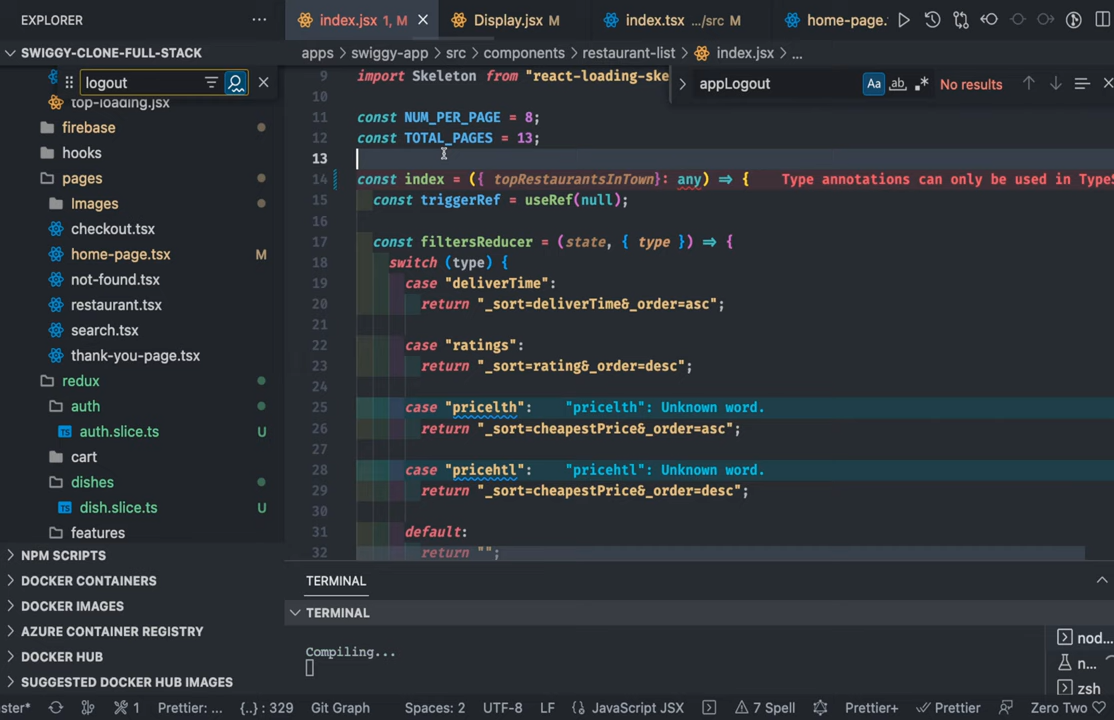 EXPLORER
index.jsx 1, M
Display.jsx M
index.tsx .../src M
home-page.
SWIGGY-CLONE-FULL-STACK
apps > swiggy-app > src > components > restaurant-list > index.jsx > ...
logout
9 import Skeleton from "react-loading-ske
appLogout
Aa
ab
No results
top-loading.jsx
10
firebase
11 const NUM_PER_PAGE = 8;
12 const TOTAL_PAGES = 13;
hooks
13
pages
14 const index = ({ topRestaurantsInTown}: any) => { Type annotations can only be used in TypeS
Images
15 const triggerRef = useRef(null);
checkout.tsx
16
home-page.tsx M
17 const filtersReducer = (state, { type }) => {
18 switch (type) {
not-found.tsx
19 case "deliverTime":
restaurant.tsx
20 return "_sort=deliverTime&_order=asc";
search.tsx
21
22 case "ratings":
thank-you-page.tsx
23 return "_sort=rating&_order=desc";
redux
24
auth
25 case "pricelth": "pricelth": Unknown word.
auth.slice.ts U
26 return "_sort=cheapestPrice&_order=asc";
cart
27
28 case "pricehtl": "pricehtl": Unknown word.
dishes
29 return "_sort=cheapestPrice&_order=desc";
dish.slice.ts U
30
features
31 default:
32 return "";
NPM SCRIPTS
DOCKER CONTAINERS
TERMINAL
DOCKER IMAGES
TERMINAL
AZURE CONTAINER REGISTRY
nod...
DOCKER HUB
Compiling...
n...
SUGGESTED DOCKER HUB IMAGES
zsh
ster* 1 Prettier: ... {..} : 329 Git Graph Spaces: 2 UTF-8 LF {} JavaScript JSX 7 Spell Prettier+ Prettier Zero Two